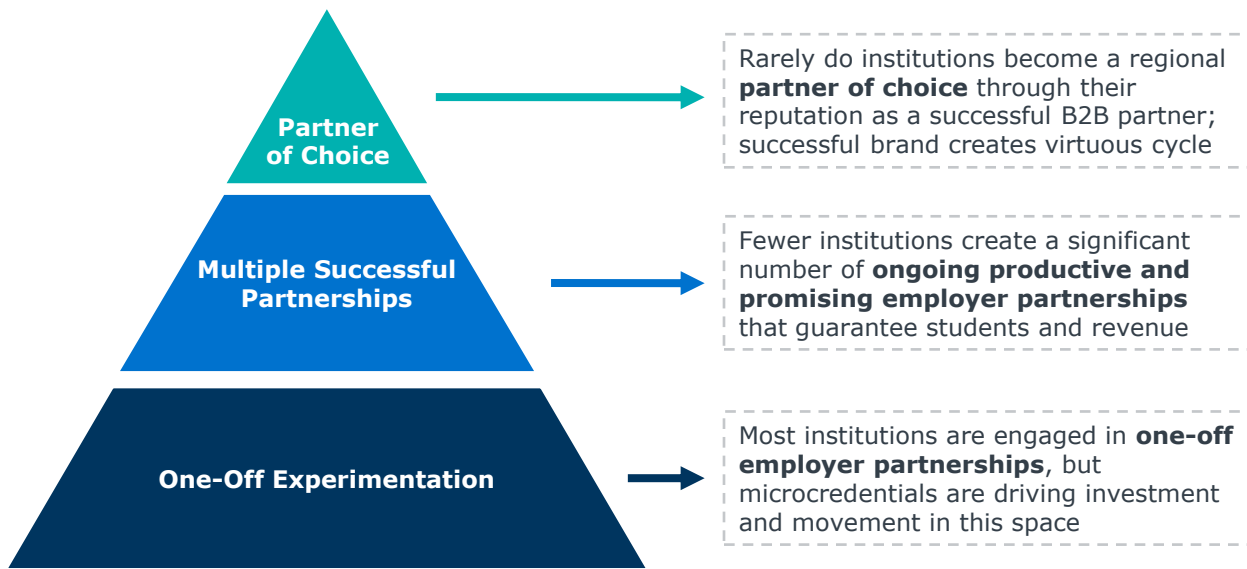 Partner
of Choice
Rarely do institutions become a regional
partner of choice through their
reputation as a successful B2B partner;
successful brand creates virtuous cycle
Multiple Successful
Partnerships
Fewer institutions create a significant
number of ongoing productive and
promising employer partnerships
that guarantee students and revenue
One-Off Experimentation
Most institutions are engaged in one-off
employer partnerships, but
microcredentials are driving investment
and movement in this space